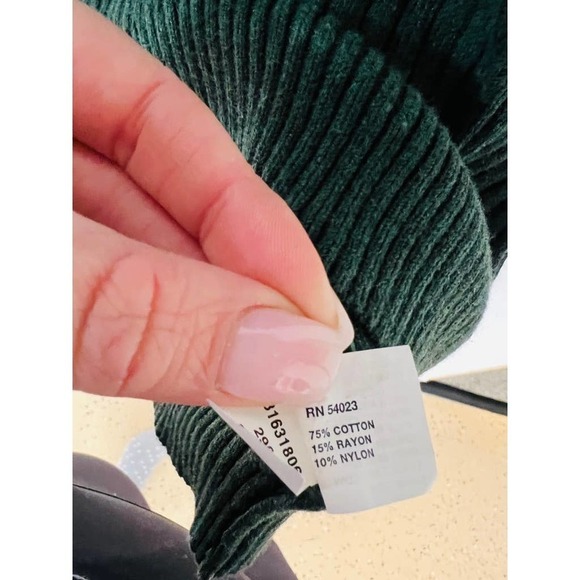 RN 54023
75% COTTON
15% RAYON
10% NYLON